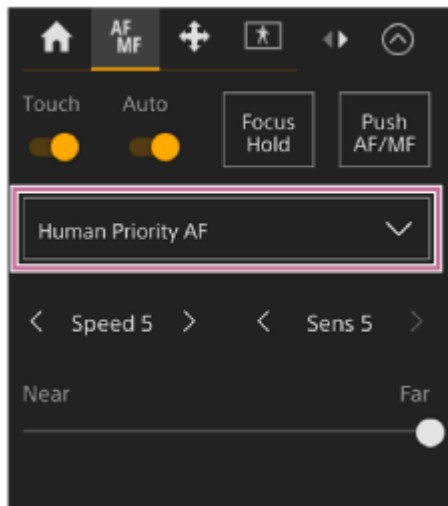 AF
MF
Touch Auto
Focus
Hold
Push
AF/MF
Human Priority AF
Speed 5 Sens 5
Near Far